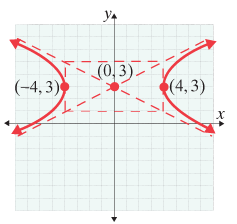 y
(0, 3)
(−4, 3)
(4, 3)
x